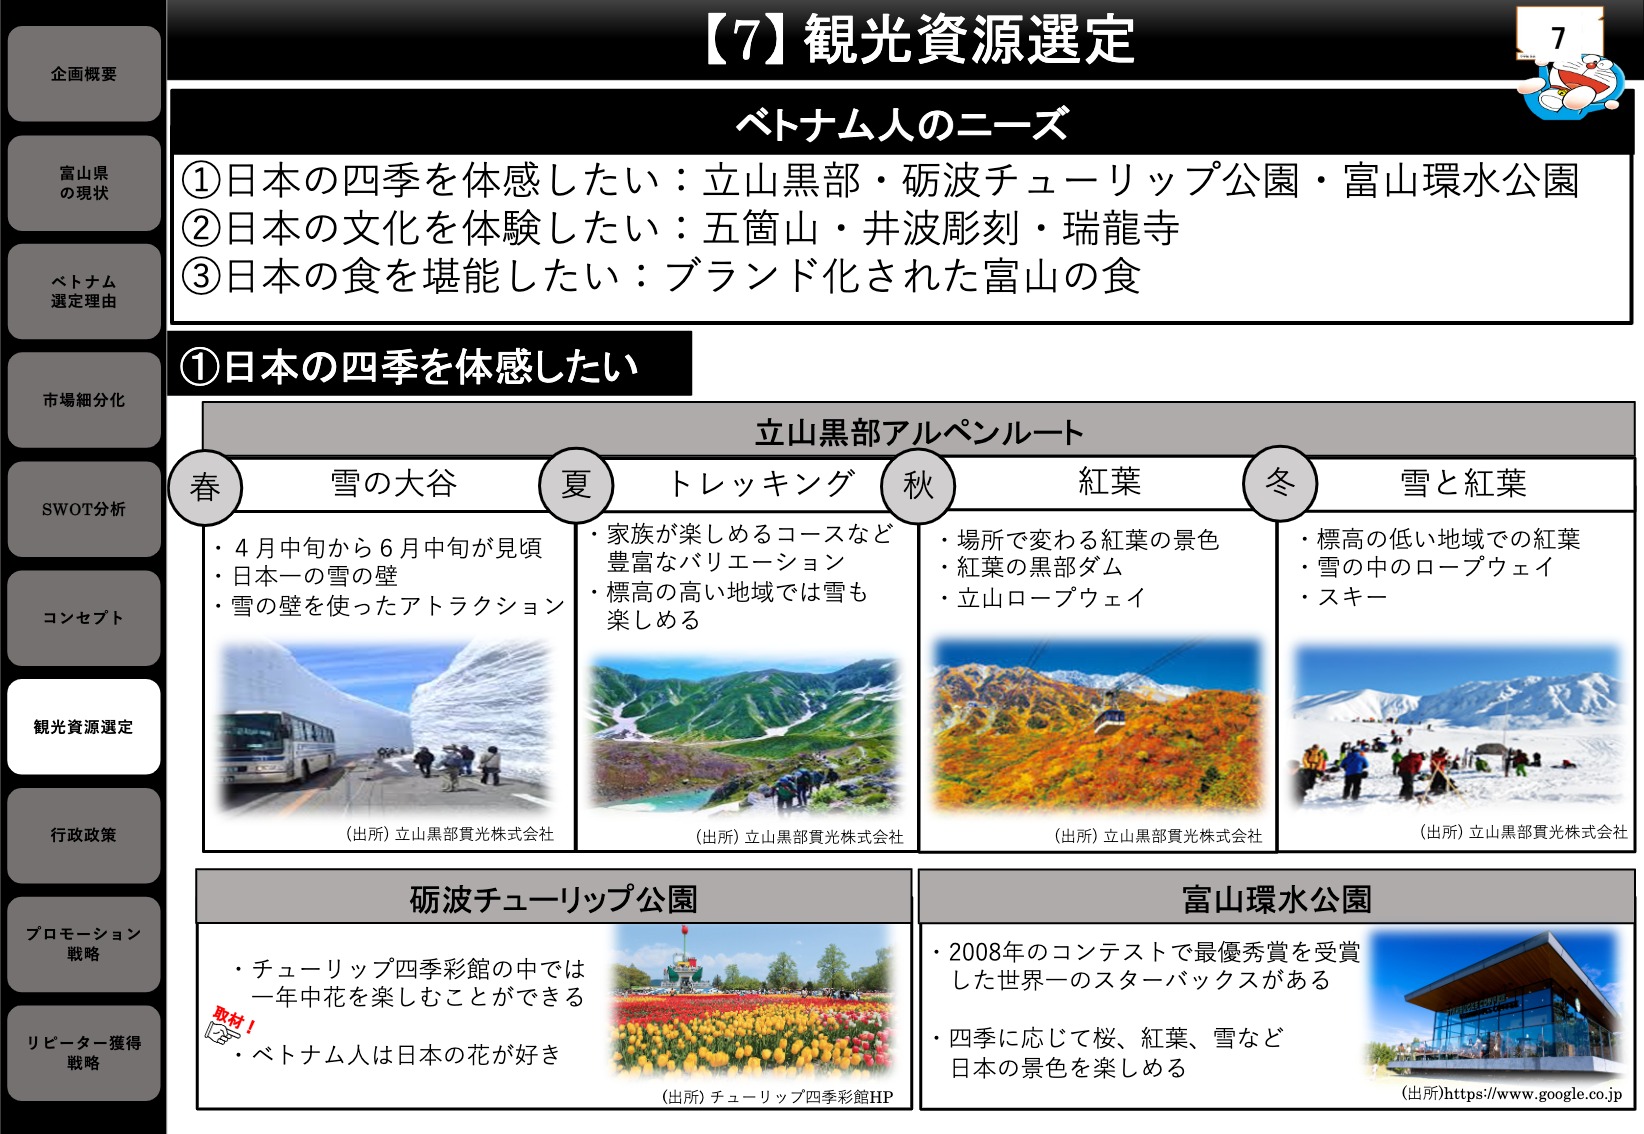 【7】観光資源選定
7
企画概要
富山県
の現状
ベトナム
選定理由
市場細分化
SWOT分析
コンセプト
観光資源選定
行政政策
プロモーション
戦略
リピーター獲得
戦略
ベトナム人のニーズ
①日本の四季を体感したい：立山黒部・砺波チューリップ公園・富山環水公園
②日本の文化を体験したい：五箇山・井波彫刻・瑞龍寺
③日本の食を堪能したい：ブランド化された富山の食
①日本の四季を体感したい
立山黒部アルペンルート
春
雪の大谷
・４月中旬から６月中旬が見頃
・日本一の雪の壁
・雪の壁を使ったアトラクション
（出所）立山黒部貫光株式会社
夏
トレッキング
・家族が楽しめるコースなど
豊富なバリエーション
・標高の高い地域では雪も
楽しめる
（出所）立山黒部貫光株式会社
秋
紅葉
・場所で変わる紅葉の景色
・紅葉の黒部ダム
・立山ロープウェイ
（出所）立山黒部貫光株式会社
冬
雪と紅葉
・標高の低い地域での紅葉
・雪の中のロープウェイ
・スキー
（出所）立山黒部貫光株式会社
砺波チューリップ公園
・チューリップ四季彩館の中では
一年中花を楽しむことができる
取材！
・ベトナム人は日本の花が好き
（出所）チューリップ四季彩館HP
富山環水公園
・2008年のコンテストで最優秀賞を受賞
した世界一のスターバックスがある
・四季に応じて桜、紅葉、雪など
日本の景色を楽しめる
（出所)https://www.google.co.jp